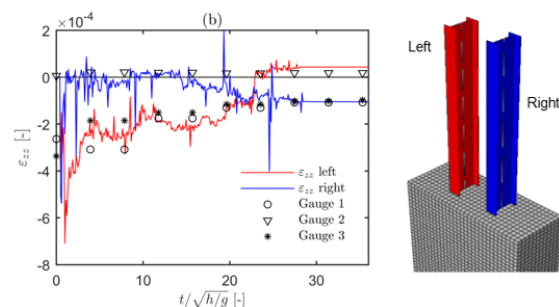 ×10⁻⁴
(b)
2
0
-2
-4
-6
-8
ε_zz [-]
ε_zz left
ε_zz right
Gauge 1
Gauge 2
Gauge 3
0 10 20 30
t/√h/g [-]
Left
Right